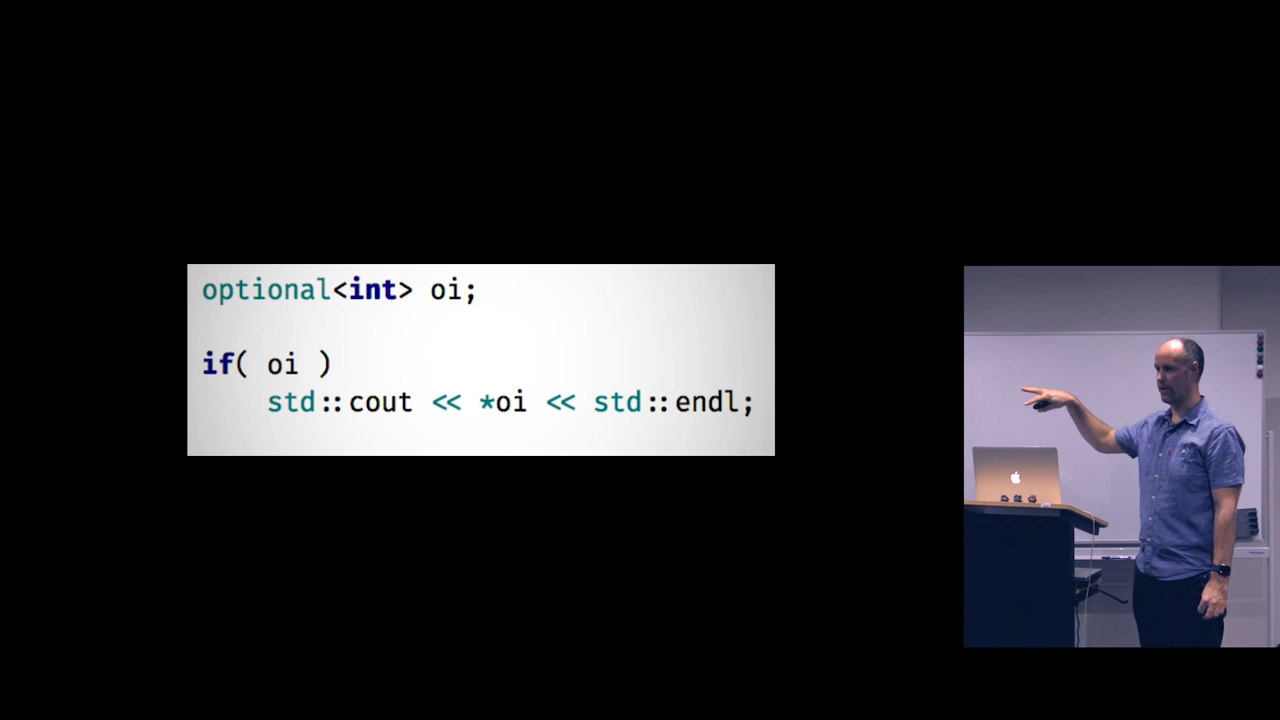 optional<int> oi;
if( oi )
std::cout << *oi << std::endl;